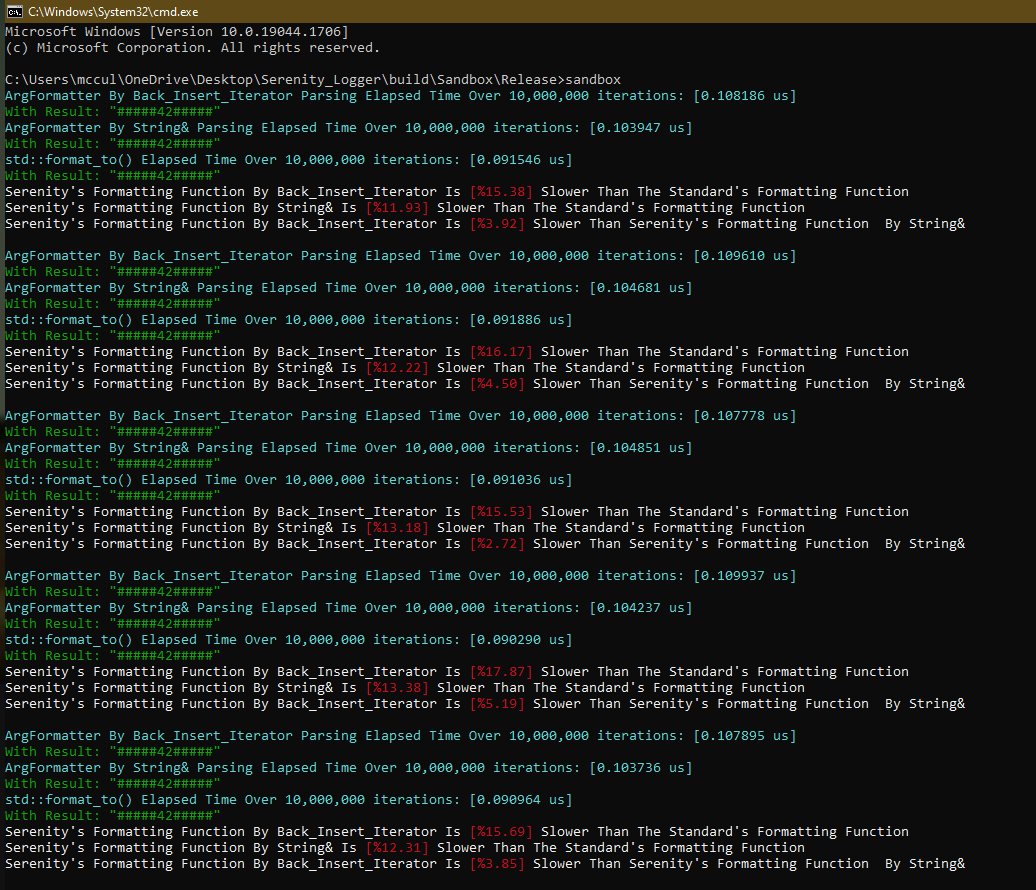 C:\Windows\System32\cmd.exe
Microsoft Windows [Version 10.0.19044.1706]
(c) Microsoft Corporation. All rights reserved.
C:\Users\mccul\OneDrive\Desktop\Serenity_Logger\build\Sandbox\Release>sandbox
ArgFormatter By Back_Insert_Iterator Parsing Elapsed Time Over 10,000,000 iterations: [0.108186 us]
With Result: "#####42#####"
ArgFormatter By String& Parsing Elapsed Time Over 10,000,000 iterations: [0.103947 us]
With Result: "#####42#####"
std::format_to() Elapsed Time Over 10,000,000 iterations: [0.091546 us]
With Result: "#####42#####"
Serenity's Formatting Function By Back_Insert_Iterator Is [%15.38] Slower Than The Standard's Formatting Function
Serenity's Formatting Function By String& Is [%11.93] Slower Than The Standard's Formatting Function
Serenity's Formatting Function By Back_Insert_Iterator Is [%3.92] Slower Than Serenity's Formatting Function  By String&
ArgFormatter By Back_Insert_Iterator Parsing Elapsed Time Over 10,000,000 iterations: [0.109610 us]
With Result: "#####42#####"
ArgFormatter By String& Parsing Elapsed Time Over 10,000,000 iterations: [0.104681 us]
With Result: "#####42#####"
std::format_to() Elapsed Time Over 10,000,000 iterations: [0.091886 us]
With Result: "#####42#####"
Serenity's Formatting Function By Back_Insert_Iterator Is [%16.17] Slower Than The Standard's Formatting Function
Serenity's Formatting Function By String& Is [%12.22] Slower Than The Standard's Formatting Function
Serenity's Formatting Function By Back_Insert_Iterator Is [%4.50] Slower Than Serenity's Formatting Function  By String&
ArgFormatter By Back_Insert_Iterator Parsing Elapsed Time Over 10,000,000 iterations: [0.107778 us]
With Result: "#####42#####"
ArgFormatter By String& Parsing Elapsed Time Over 10,000,000 iterations: [0.104851 us]
With Result: "#####42#####"
std::format_to() Elapsed Time Over 10,000,000 iterations: [0.091036 us]
With Result: "#####42#####"
Serenity's Formatting Function By Back_Insert_Iterator Is [%15.53] Slower Than The Standard's Formatting Function
Serenity's Formatting Function By String& Is [%13.18] Slower Than The Standard's Formatting Function
Serenity's Formatting Function By Back_Insert_Iterator Is [%2.72] Slower Than Serenity's Formatting Function  By String&
ArgFormatter By Back_Insert_Iterator Parsing Elapsed Time Over 10,000,000 iterations: [0.109937 us]
With Result: "#####42#####"
ArgFormatter By String& Parsing Elapsed Time Over 10,000,000 iterations: [0.104237 us]
With Result: "#####42#####"
std::format_to() Elapsed Time Over 10,000,000 iterations: [0.090290 us]
With Result: "#####42#####"
Serenity's Formatting Function By Back_Insert_Iterator Is [%17.87] Slower Than The Standard's Formatting Function
Serenity's Formatting Function By String& Is [%13.38] Slower Than The Standard's Formatting Function
Serenity's Formatting Function By Back_Insert_Iterator Is [%5.19] Slower Than Serenity's Formatting Function  By String&
ArgFormatter By Back_Insert_Iterator Parsing Elapsed Time Over 10,000,000 iterations: [0.107895 us]
With Result: "#####42#####"
ArgFormatter By String& Parsing Elapsed Time Over 10,000,000 iterations: [0.103736 us]
With Result: "#####42#####"
std::format_to() Elapsed Time Over 10,000,000 iterations: [0.090964 us]
With Result: "#####42#####"
Serenity's Formatting Function By Back_Insert_Iterator Is [%15.69] Slower Than The Standard's Formatting Function
Serenity's Formatting Function By String& Is [%12.31] Slower Than The Standard's Formatting Function
Serenity's Formatting Function By Back_Insert_Iterator Is [%3.85] Slower Than Serenity's Formatting Function  By String&